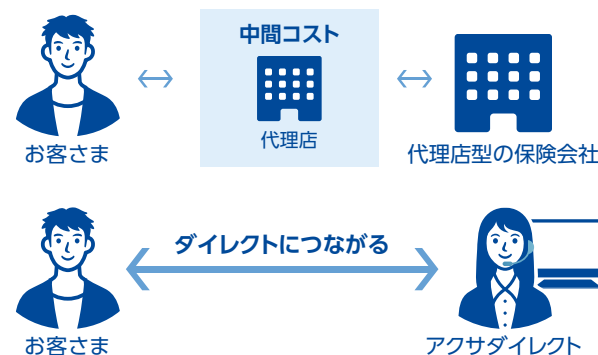 中間コスト
代理店
お客さま
代理店型の保険会社
ダイレクトにつながる
お客さま
アクサダイレクト